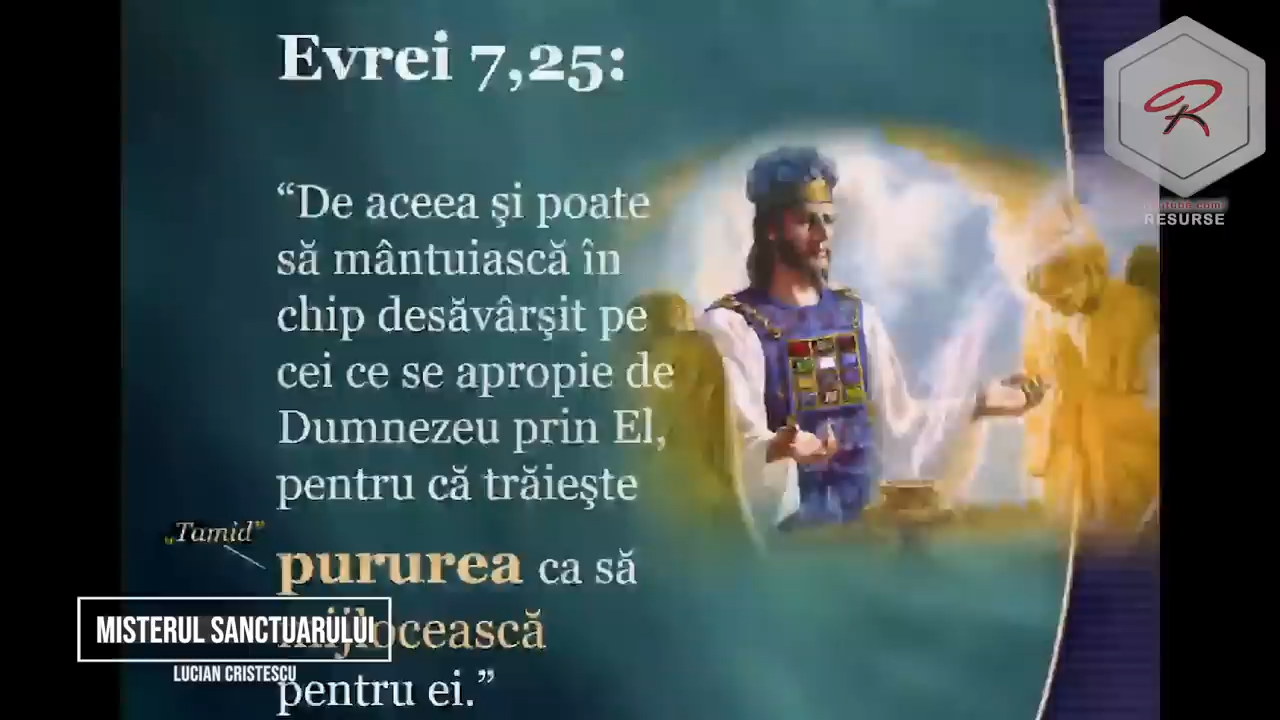 Evrei 7,25:
“De aceea şi poate
să mântuiască în
chip desăvârşit pe
cei ce se apropie de
Dumnezeu prin El,
pentru că trăieşte
„Tamid”
pururea ca să
mijlocească
pentru ei.”
MISTERUL SANCTUARULUI
LUCIAN CRISTESCU
R
RESURSE